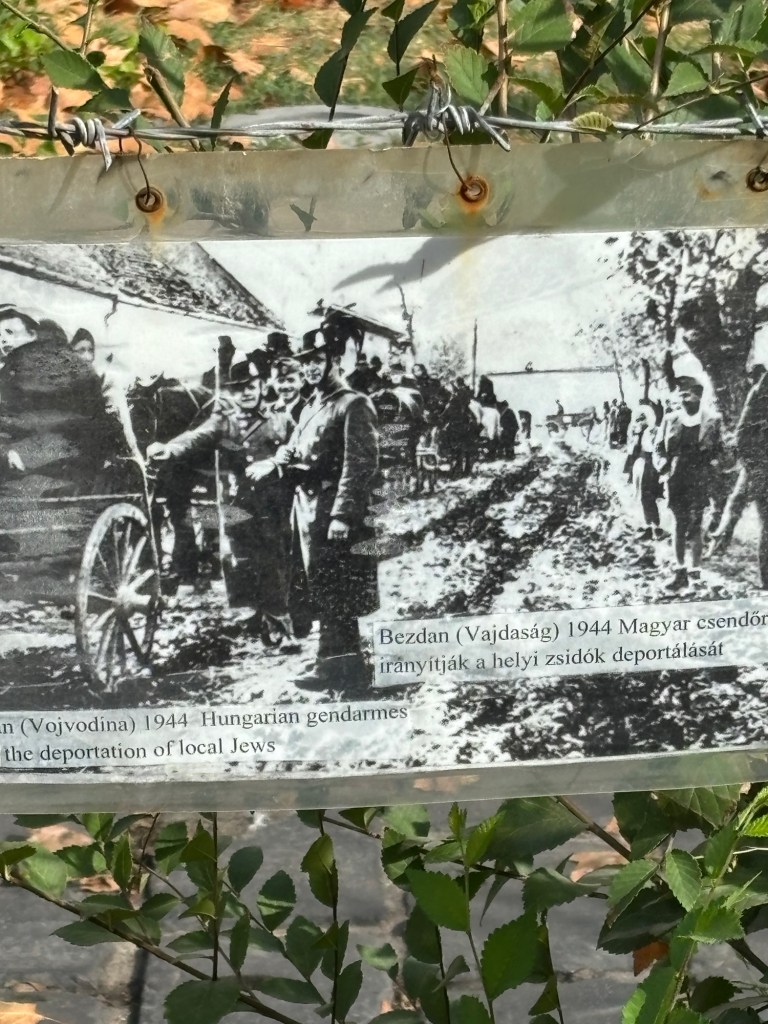 Bezdan (Vajdaság) 1944 Magyar csendőr
irányítják a helyi zsidók deportálását
n (Vojvodina) 1944 Hungarian gendarmes
the deportation of local Jews